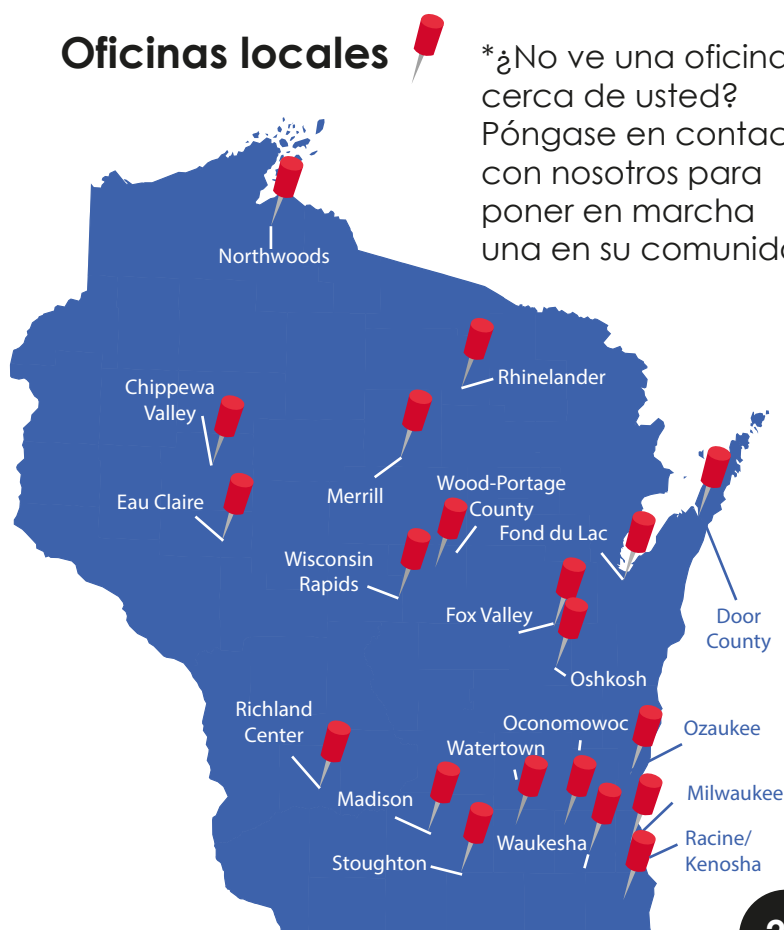 Oficinas locales
*¿No ve una oficina
cerca de usted?
Póngase en contac
con nosotros para
poner en marcha
una en su comunid
Northwoods
Rhinelander
Chippewa
Valley
Merrill
Eau Claire
Wood-Portage
County
Fond du Lac
Wisconsin
Rapids
Fox Valley
Door
County
Oshkosh
Richland
Center
Oconomowoc
Ozaukee
Watertown
Madison
Milwaukee
Waukesha
Racine/
Kenosha
Stoughton